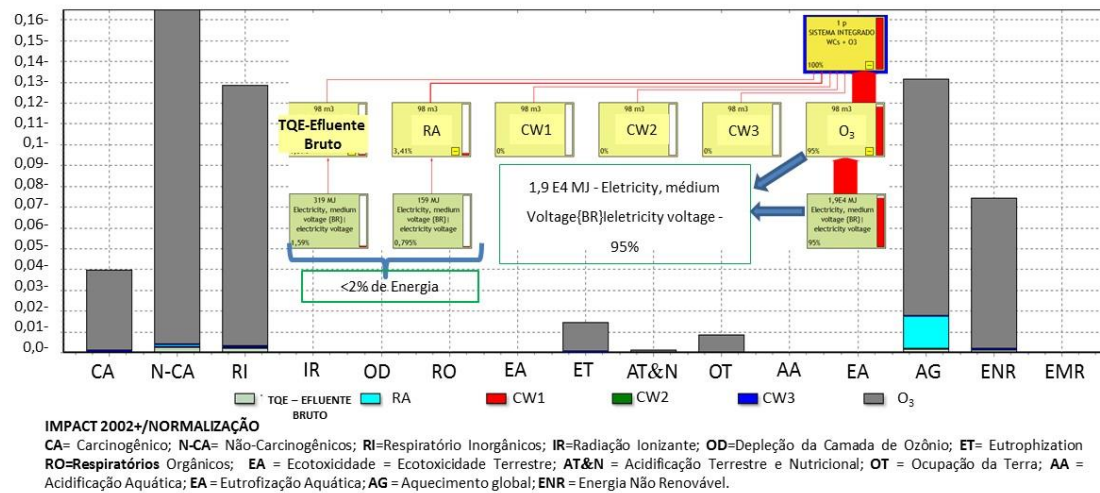 0,16-
0,16-
0,15-
0,13-
0,12-
0,11-
0,1-
0,09-
0,08-
0,07-
0,06-
0,05-
0,04-
0,03-
0,02-
0,01-
0,0-
1 p
SISTEMA INTEGRADO
WCs + O3
100%
98 m3
TQE-Efluente
Bruto
98 m3
RA
3,41%
98 m3
CW1
0%
98 m3
CW2
0%
98 m3
CW3
0%
98 m3
O₃
95%
319 MJ
Electricity, medium
voltage {BR}|
electricity voltage
1,59%
159 MJ
Electricity, medium
voltage {BR}|
electricity voltage
0,795%
1,9 E4 MJ - Eletricity, médium
Voltage{BR}leletricity voltage -
95%
1,9E4 MJ
Electricity, medium
voltage {BR}|
electricity voltage
95%
<2% de Energia
CA N-CA RI IR OD RO EA ET AT&N OT AA EA AG ENR EMR
TQE – EFLUENTE
BRUTO
RA CW1 CW2 CW3 O₃
IMPACT 2002+/NORMALIZAÇÃO
CA= Carcinogênico; N-CA= Não-Carcinogênicos; RI=Respiratório Inorgânicos; IR=Radiação Ionizante; OD=Depleção da Camada de Ozônio; ET= Eutrophization
RO=Respiratórios Orgânicos; EA = Ecotoxicidade = Ecotoxicidade Terrestre; AT&N = Acidificação Terrestre e Nutricional; OT = Ocupação da Terra; AA =
Acidificação Aquática; EA = Eutrofização Aquática; AG = Aquecimento global; ENR = Energia Não Renovável.